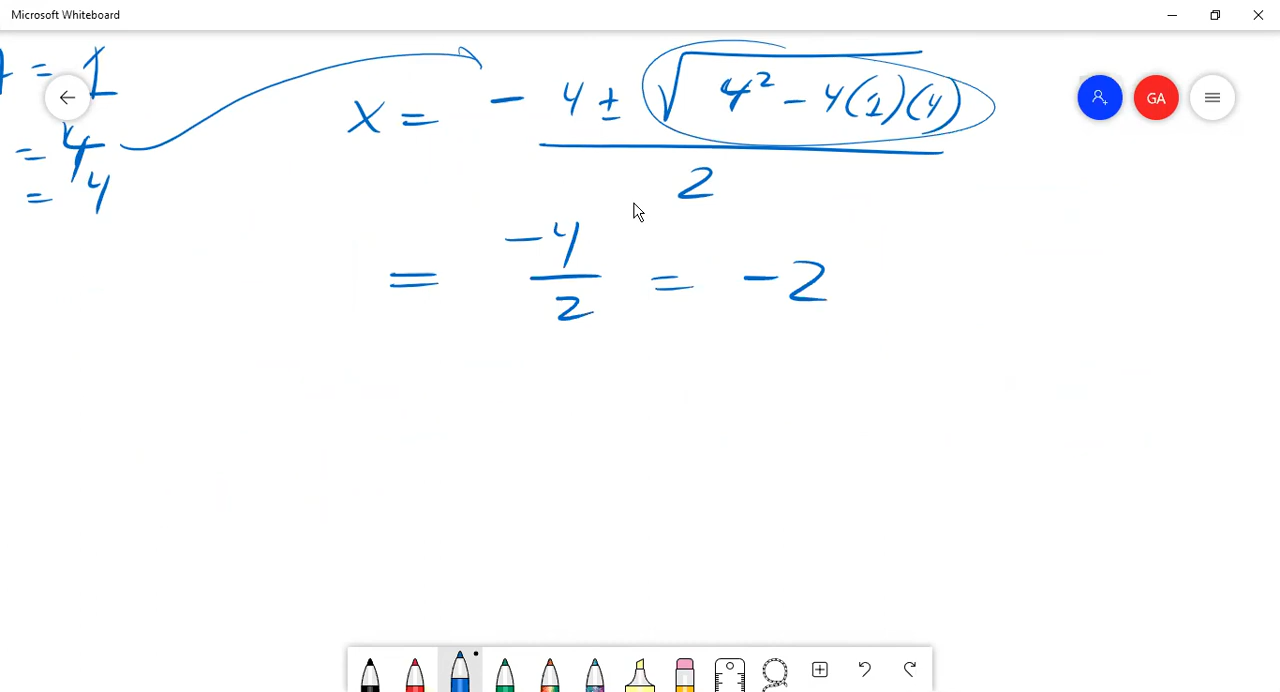 Microsoft Whiteboard
= 1
= 4
= 4
x = - 4 ± √4² - 4(1)(4)
2
GA
= -4/2 = -2